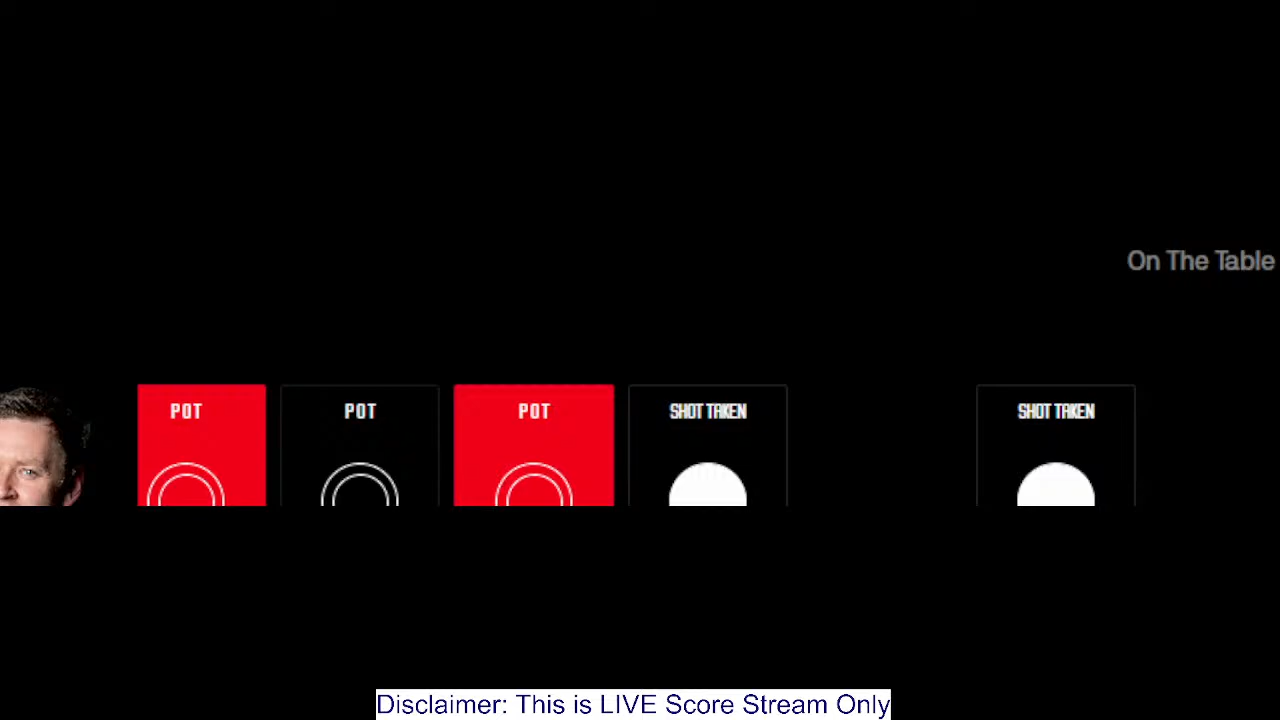 On The Table
POT
POT
POT
SHOT TAKEN
SHOT TAKEN
Disclaimer: This is LIVE Score Stream Only